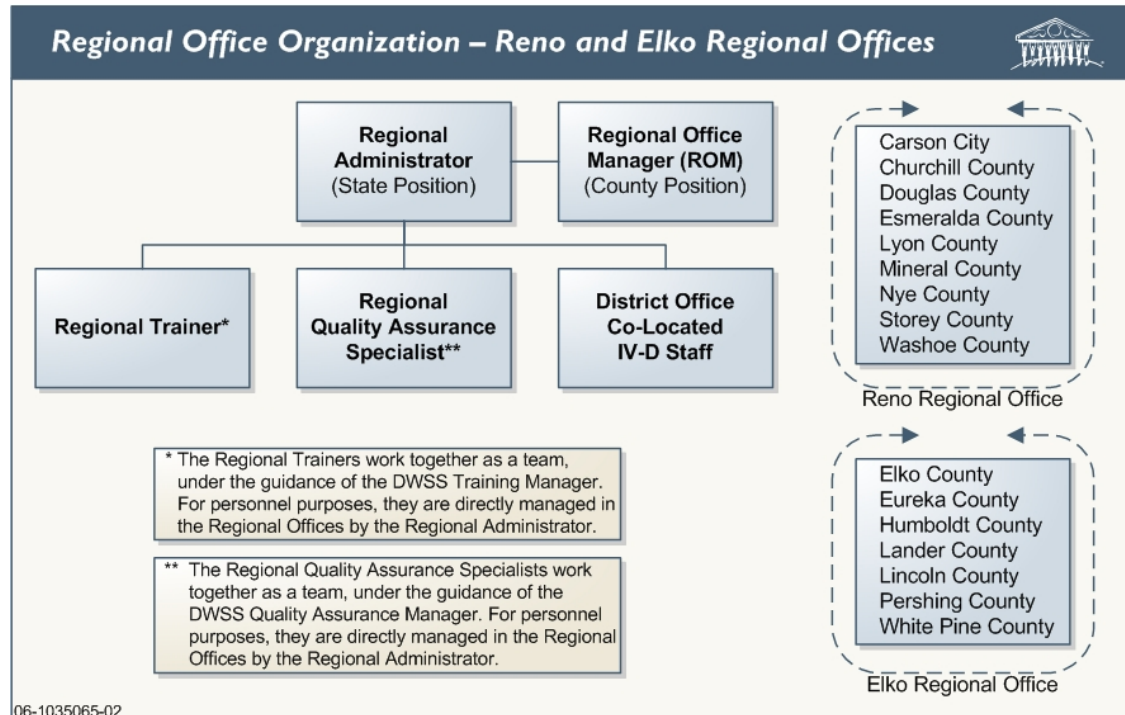 Regional Office Organization – Reno and Elko Regional Offices
Regional
Administrator
(State Position)
Regional Office
Manager (ROM)
(County Position)
Regional Trainer*
Regional
Quality Assurance
Specialist**
District Office
Co-Located
IV-D Staff
Carson City
Churchill County
Douglas County
Esmeralda County
Lyon County
Mineral County
Nye County
Storey County
Washoe County
Reno Regional Office
Elko County
Eureka County
Humboldt County
Lander County
Lincoln County
Pershing County
White Pine County
Elko Regional Office
* The Regional Trainers work together as a team,
under the guidance of the DWSS Training Manager.
For personnel purposes, they are directly managed in
the Regional Offices by the Regional Administrator.
** The Regional Quality Assurance Specialists work
together as a team, under the guidance of the
DWSS Quality Assurance Manager. For personnel
purposes, they are directly managed in the Regional
Offices by the Regional Administrator.
06-1035065-02